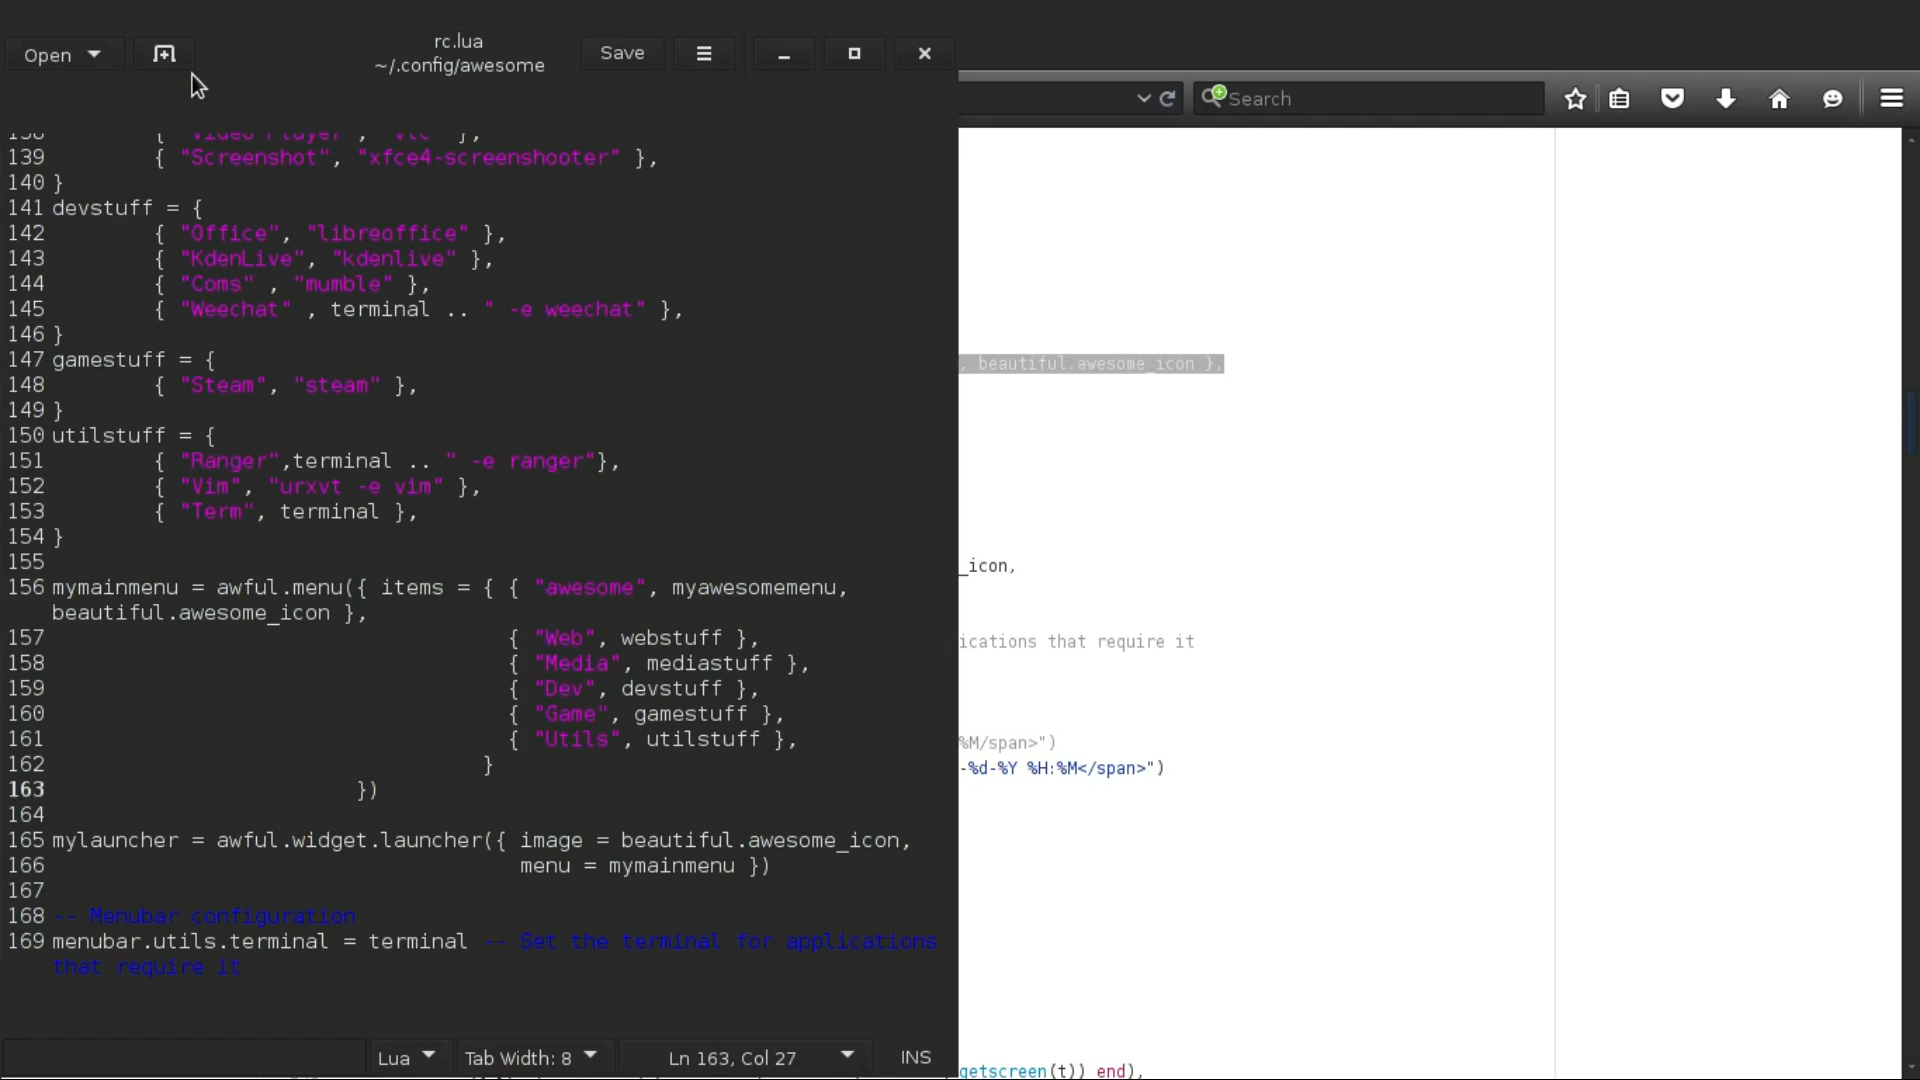 Open
rc.lua
~/.config/awesome
Save
Search
{ "Video Player" , "vlc" },
139 { "Screenshot", "xfce4-screenshooter" },
140 }
141 devstuff = {
142 { "Office", "libreoffice" },
143 { "KdenLive", "kdenlive" },
144 { "Coms" , "mumble" },
145 { "Weechat" , terminal .. " -e weechat" },
146 }
147 gamestuff = {
148 { "Steam", "steam" },
149 }
150 utilstuff = {
151 { "Ranger",terminal .. " -e ranger"},
152 { "Vim", "urxvt -e vim" },
153 { "Term", terminal },
154 }
155
156 mymainmenu = awful.menu({ items = { { "awesome", myawesomemenu,
beautiful.awesome_icon },
157 { "Web", webstuff },
158 { "Media", mediastuff },
159 { "Dev", devstuff },
160 { "Game", gamestuff },
161 { "Utils", utilstuff },
162 }
163 })
164
165 mylauncher = awful.widget.launcher({ image = beautiful.awesome_icon,
166 menu = mymainmenu })
167
168 -- Menubar configuration
169 menubar.utils.terminal = terminal -- Set the terminal for applications
that require it
Lua Tab Width: 8 Ln 163, Col 27 INS
, beautiful.awesome_icon },
_icon,
ications that require it
%M/span>")
-%d-%Y %H:%M</span>")
getscreen(t)) end),